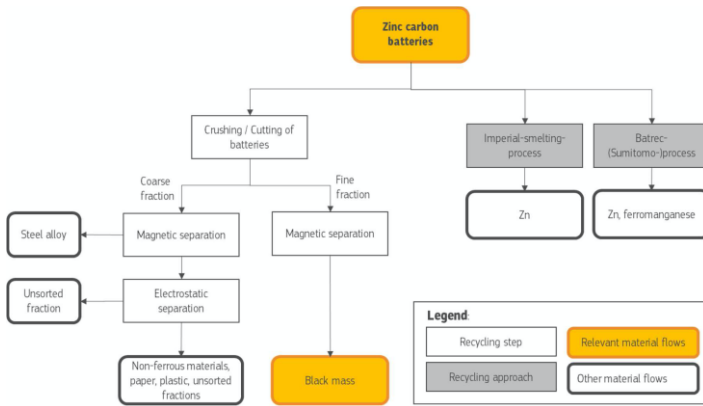 Zinc carbon
batteries
Crushing / Cutting of
batteries
Imperial-smelting-
process
Batrec-
(Sumitomo-)process
Coarse
fraction
Fine
fraction
Zn
Zn, ferromanganese
Steel alloy
Magnetic separation
Magnetic separation
Unsorted
fraction
Electrostatic
separation
Non-ferrous materials,
paper, plastic, unsorted
fractions
Black mass
Legend:
Recycling step
Relevant material flows
Recycling approach
Other material flows